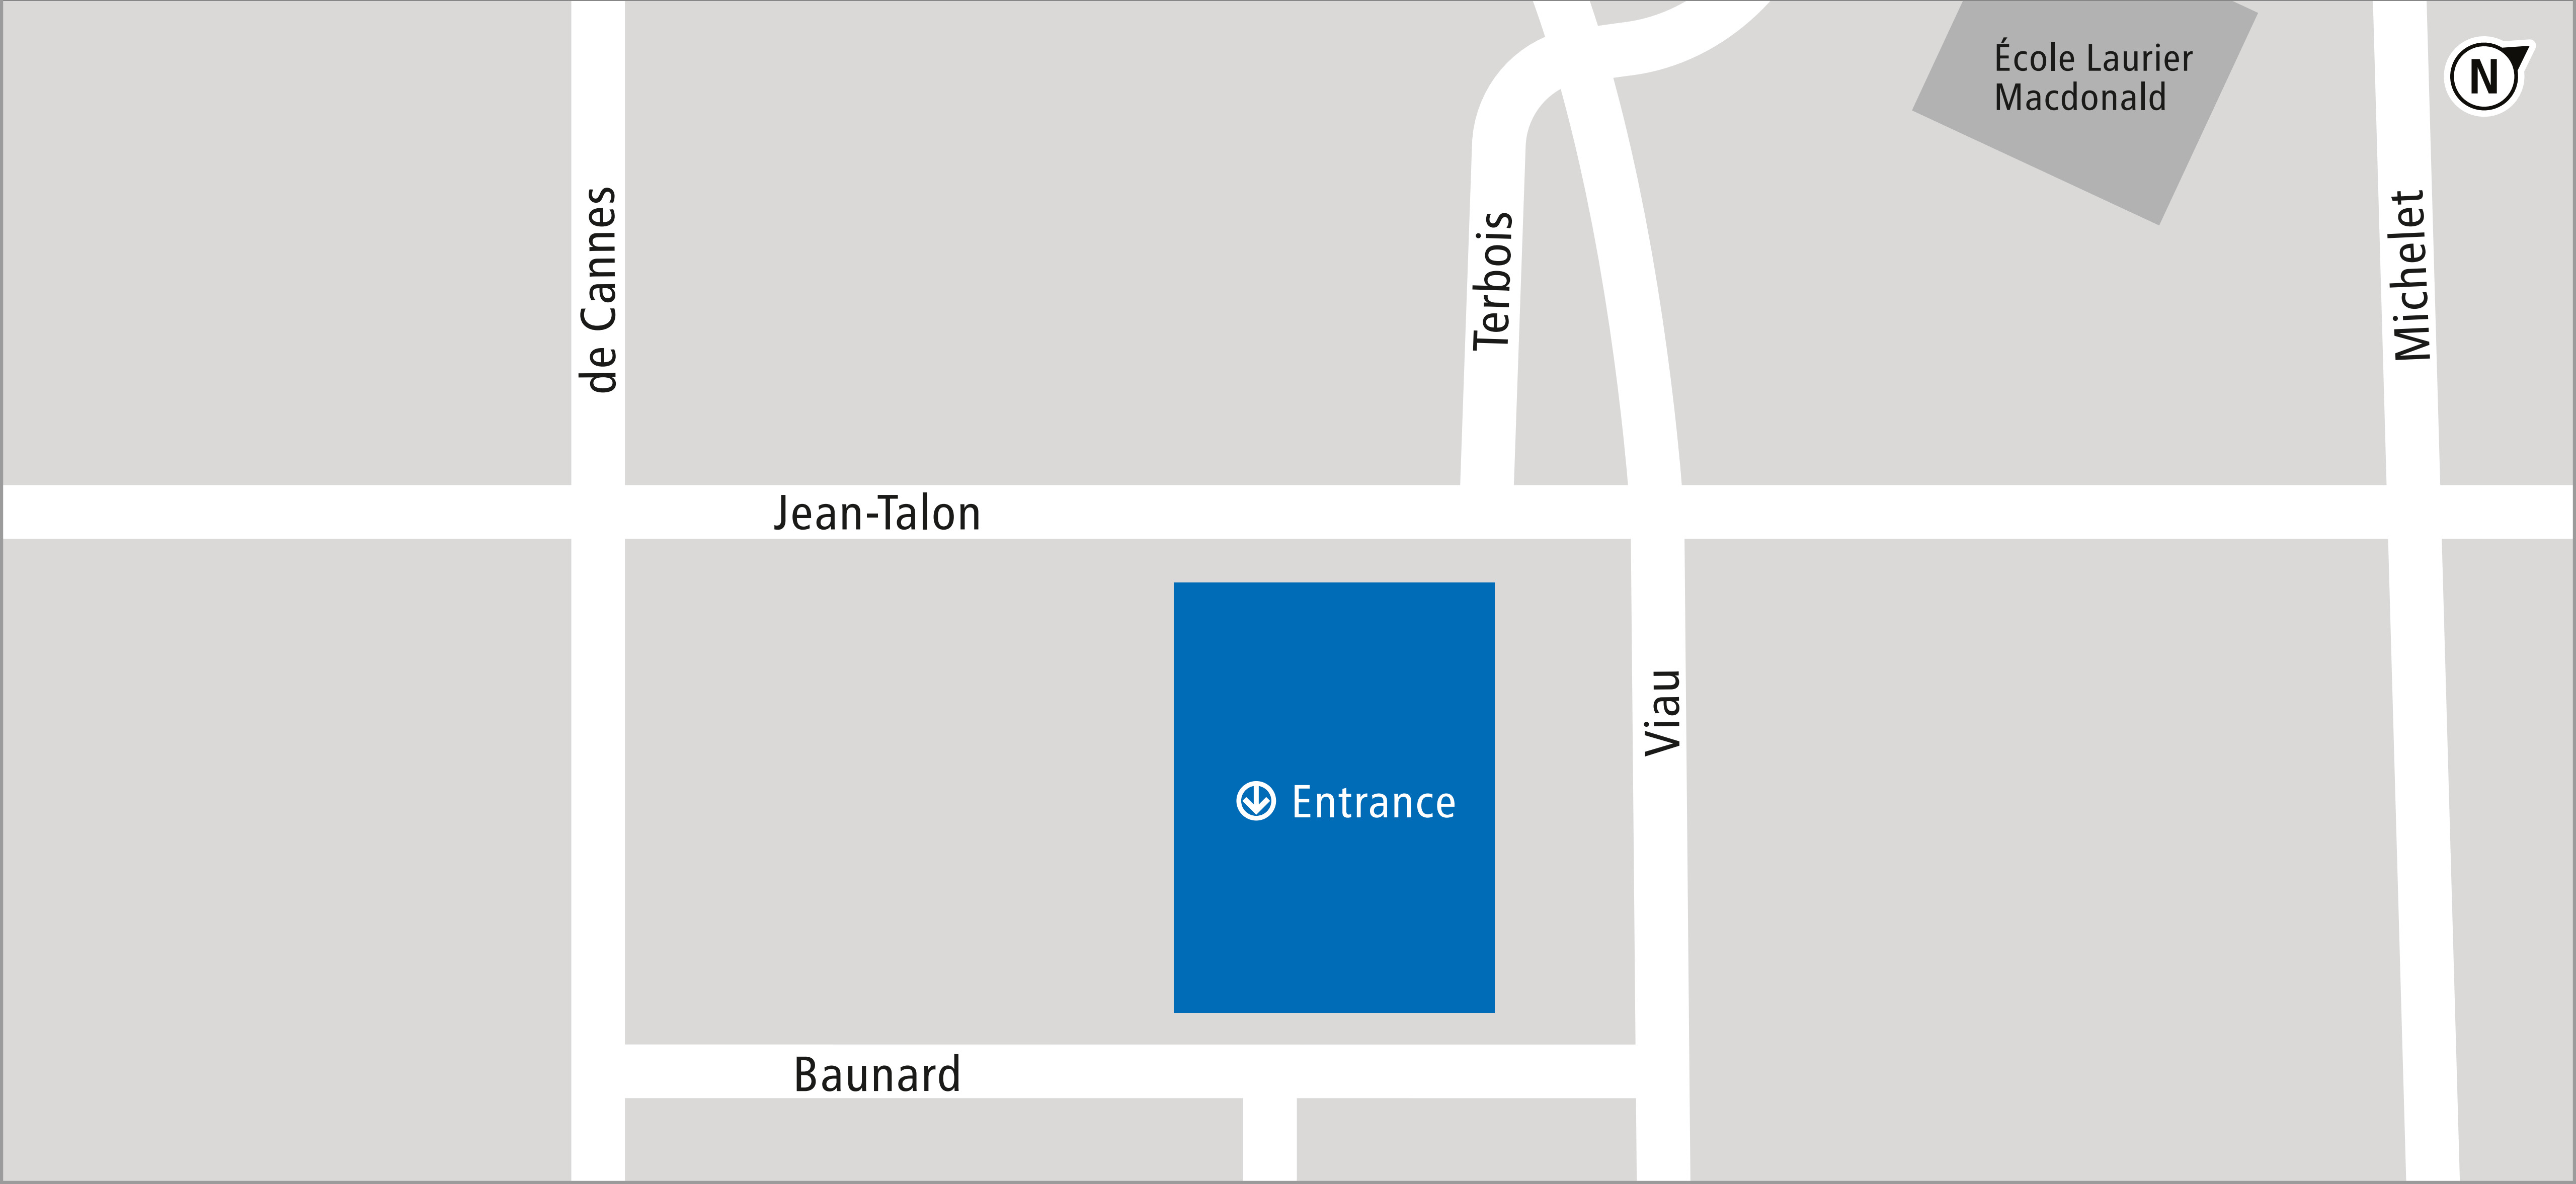 École Laurier
Macdonald
N
de Cannes
Terbois
Michelet
Jean-Talon
Viau
Entrance
Baunard